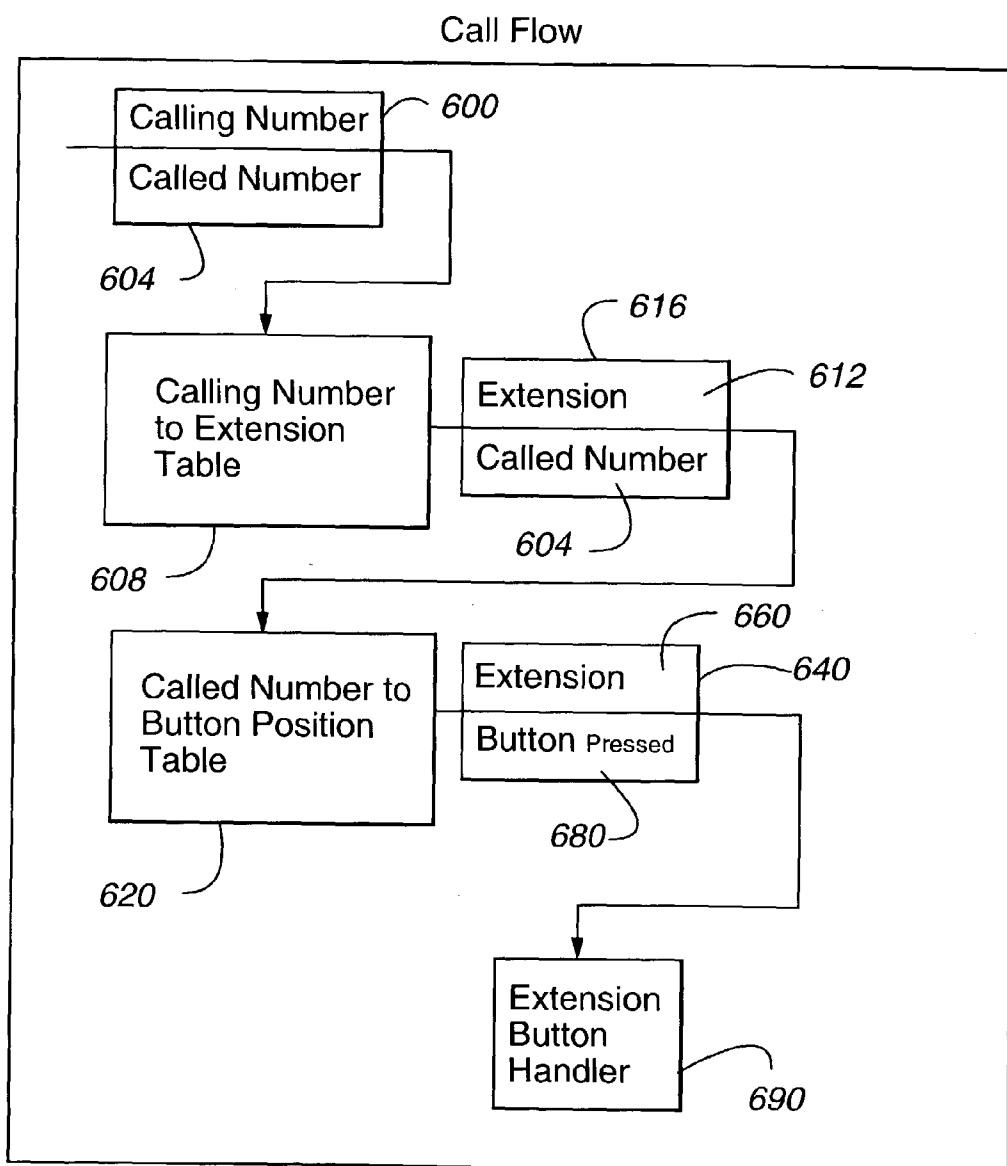 Call Flow
Calling Number
600
Called Number
604
616
612
Extension
Calling Number
to Extension
Table
Called Number
604
608
660
640
Extension
Called Number to
Button Position
Table
Button Pressed
680
620
Extension
Button
Handler
690